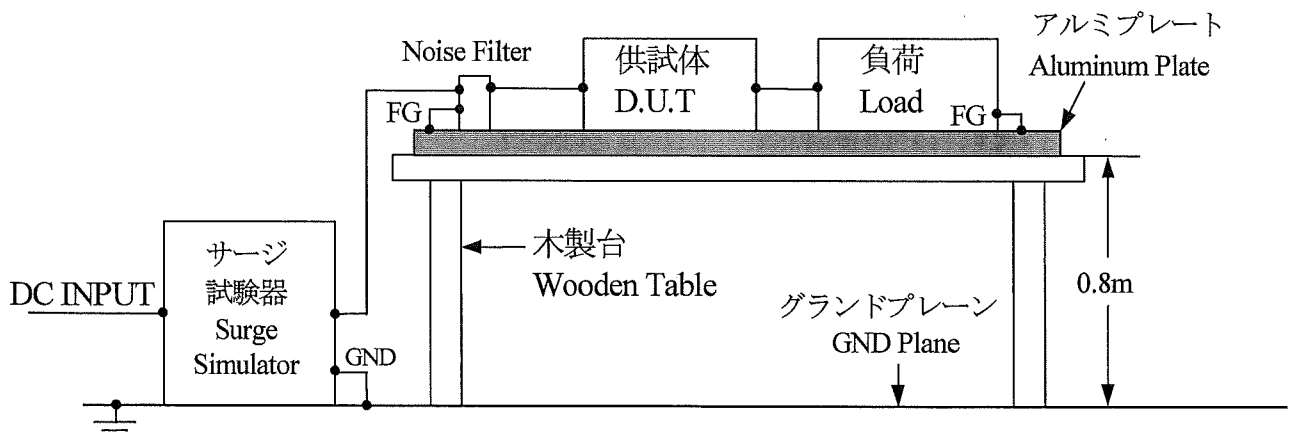 アルミプレート
Aluminum Plate
Noise Filter
供試体
D.U.T
負荷
Load
FG
FG
サージ
試験器
Surge
Simulator
DC INPUT
GND
木製台
Wooden Table
グランドプレーン
GND Plane
0.8m